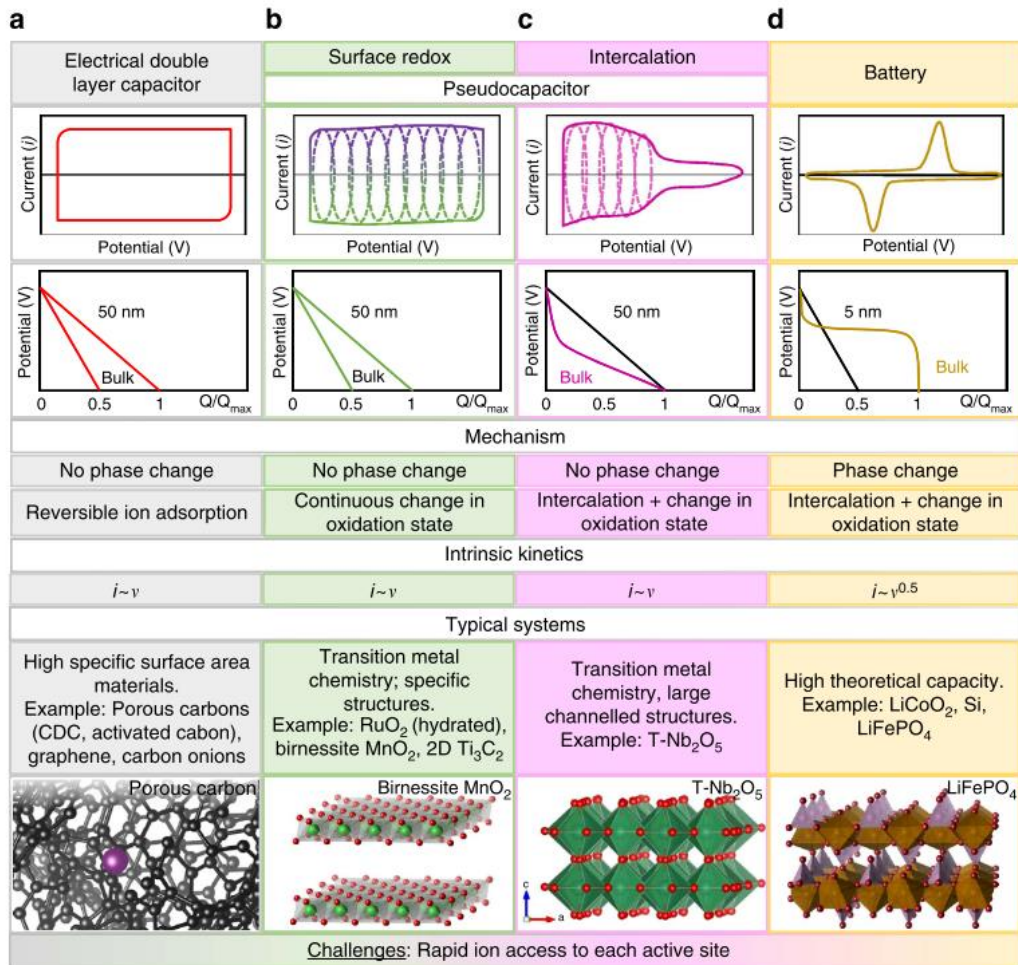 a
b
c
d
Electrical double
layer capacitor
Surface redox
Intercalation
Pseudocapacitor
Battery
Current (i)
Potential (V)
Current (i)
Potential (V)
Current (i)
Potential (V)
Current (i)
Potential (V)
Potential (V)
50 nm
Bulk
0 0.5 1 Q/Qmax
Potential (V)
50 nm
Bulk
0 0.5 1 Q/Qmax
Potential (V)
50 nm
Bulk
0 0.5 1 Q/Qmax
Potential (V)
5 nm
Bulk
0 0.5 1 Q/Qmax
Mechanism
No phase change
No phase change
No phase change
Phase change
Reversible ion adsorption
Continuous change in
oxidation state
Intercalation + change in
oxidation state
Intercalation + change in
oxidation state
Intrinsic kinetics
i~v
i~v
i~v
i~v0.5
Typical systems
High specific surface area
materials.
Example: Porous carbons
(CDC, activated cabon),
graphene, carbon onions
Transition metal
chemistry; specific
structures.
Example: RuO2 (hydrated),
birnessite MnO2, 2D Ti3C2
Transition metal
chemistry, large
channelled structures.
Example: T-Nb2O5
High theoretical capacity.
Example: LiCoO2, Si,
LiFePO4
Porous carbon
Birnessite MnO2
T-Nb2O5
c
a
LiFePO4
Challenges: Rapid ion access to each active site